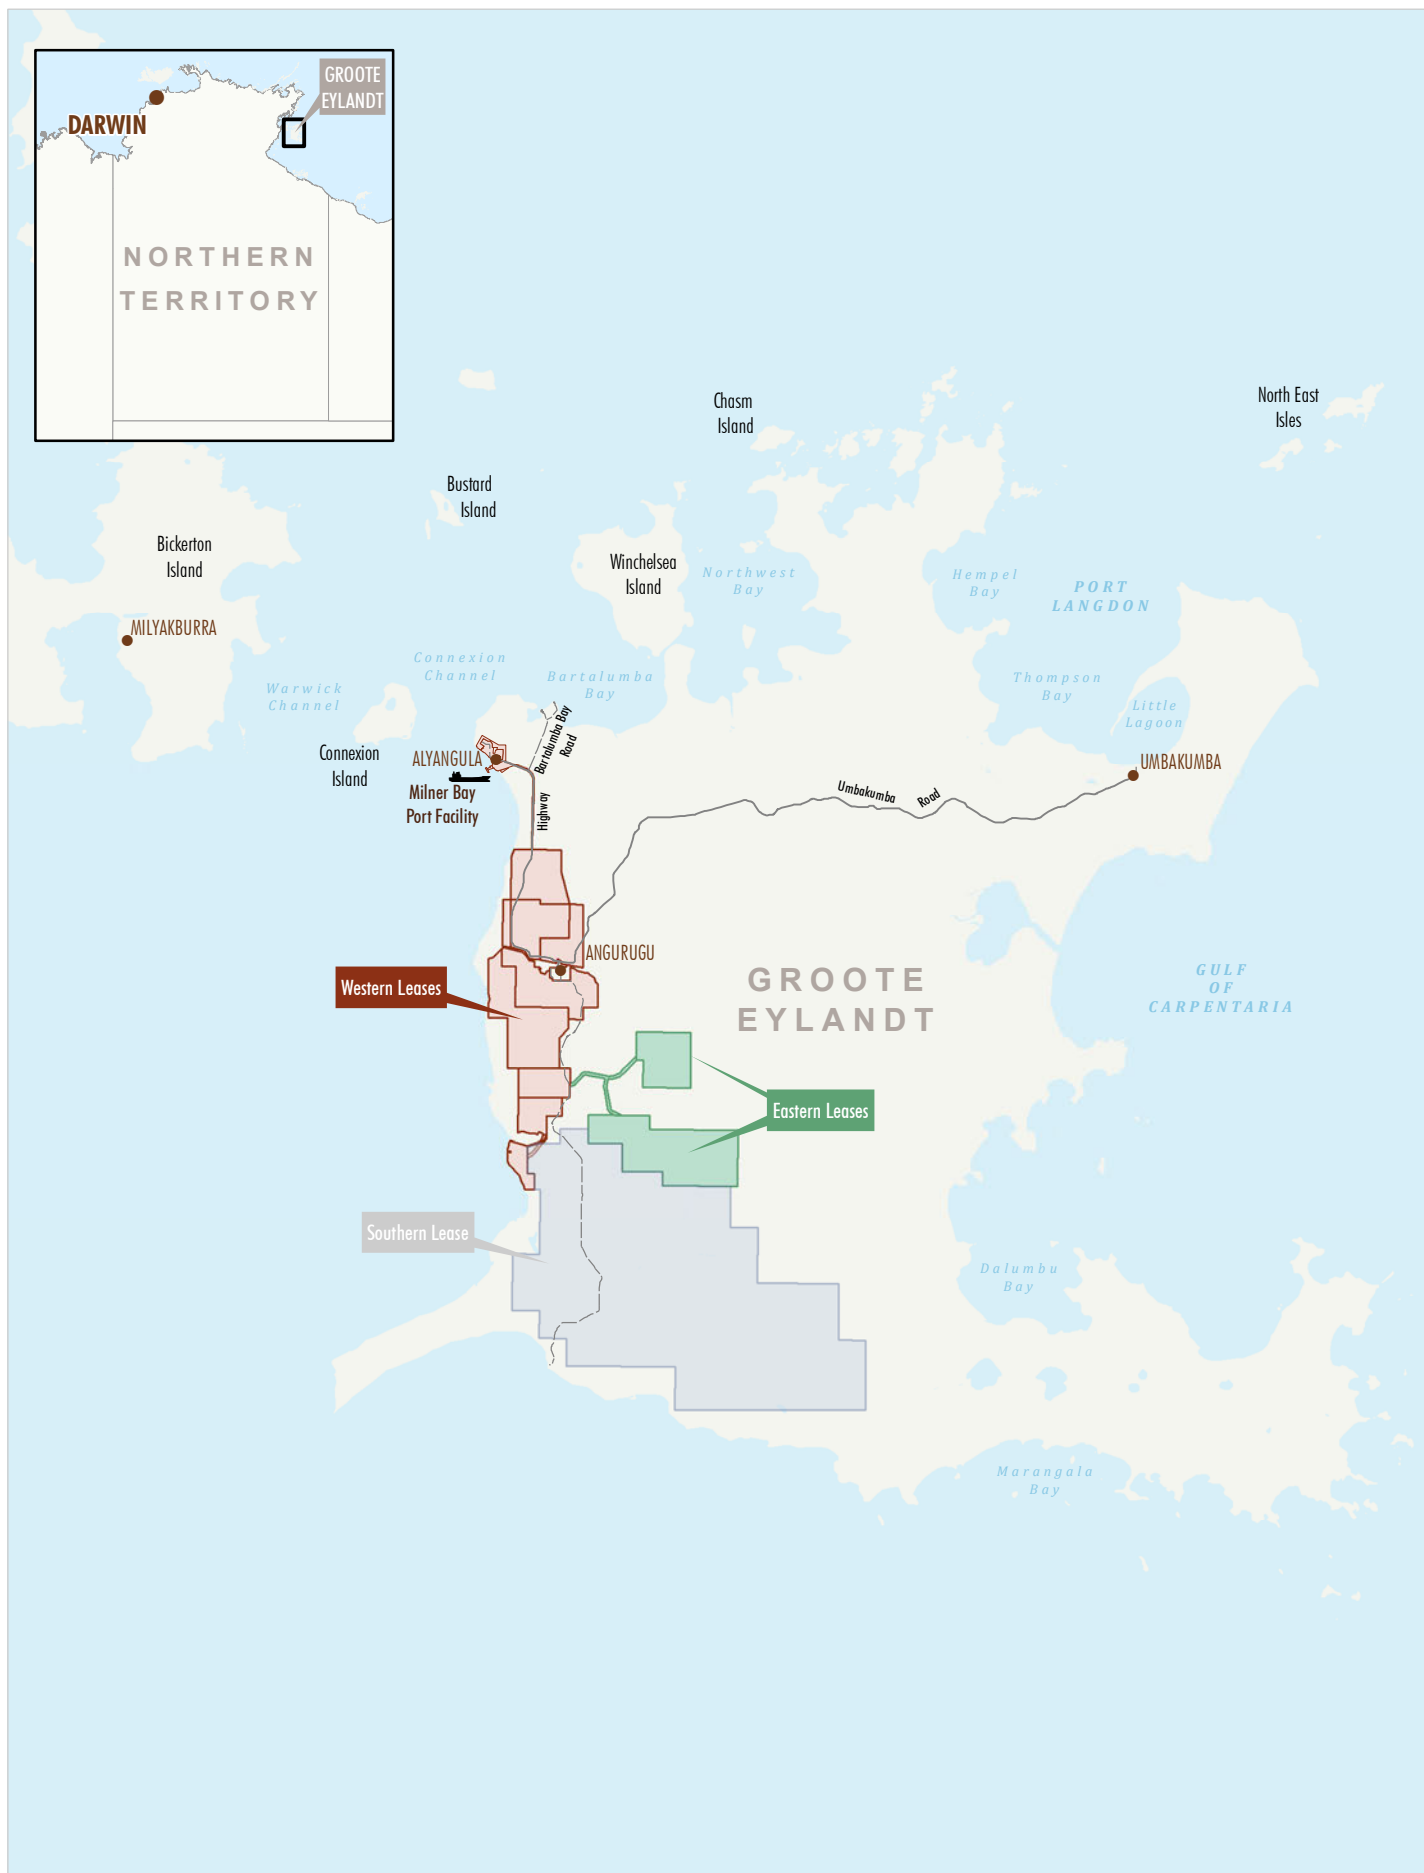 GROOTE
EYLANDT
DARWIN
NORTHERN
TERRITORY
Chasm
Island
North East
Isles
Bustard
Island
Bickerton
Island
Winchelsea
Island
Northwest
Bay
Hempel
Bay
PORT
LANGDON
MILYAKBURRA
Connexion
Channel
Warwick
Channel
Bartalumba
Bay
Thompson
Bay
Little
Lagoon
Connexion
Island
ALYANGULA
Bartalumba Bay
Road
UMBAKUMBA
Milner Bay
Port Facility
Highway
Umbakumba Road
ANGURUGU
Western Leases
GROOTE
EYLANDT
GULF
OF
CARPENTARIA
Eastern Leases
Southern Lease
Dalumbu
Bay
Marangala
Bay